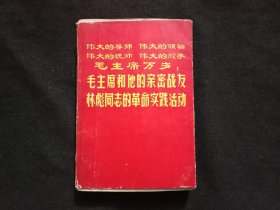 伟大的导师 伟大的领袖
伟大的统帅 伟大的舵手
毛主席万岁
毛主席和他的亲密战友
林彪同志的革命实践活动